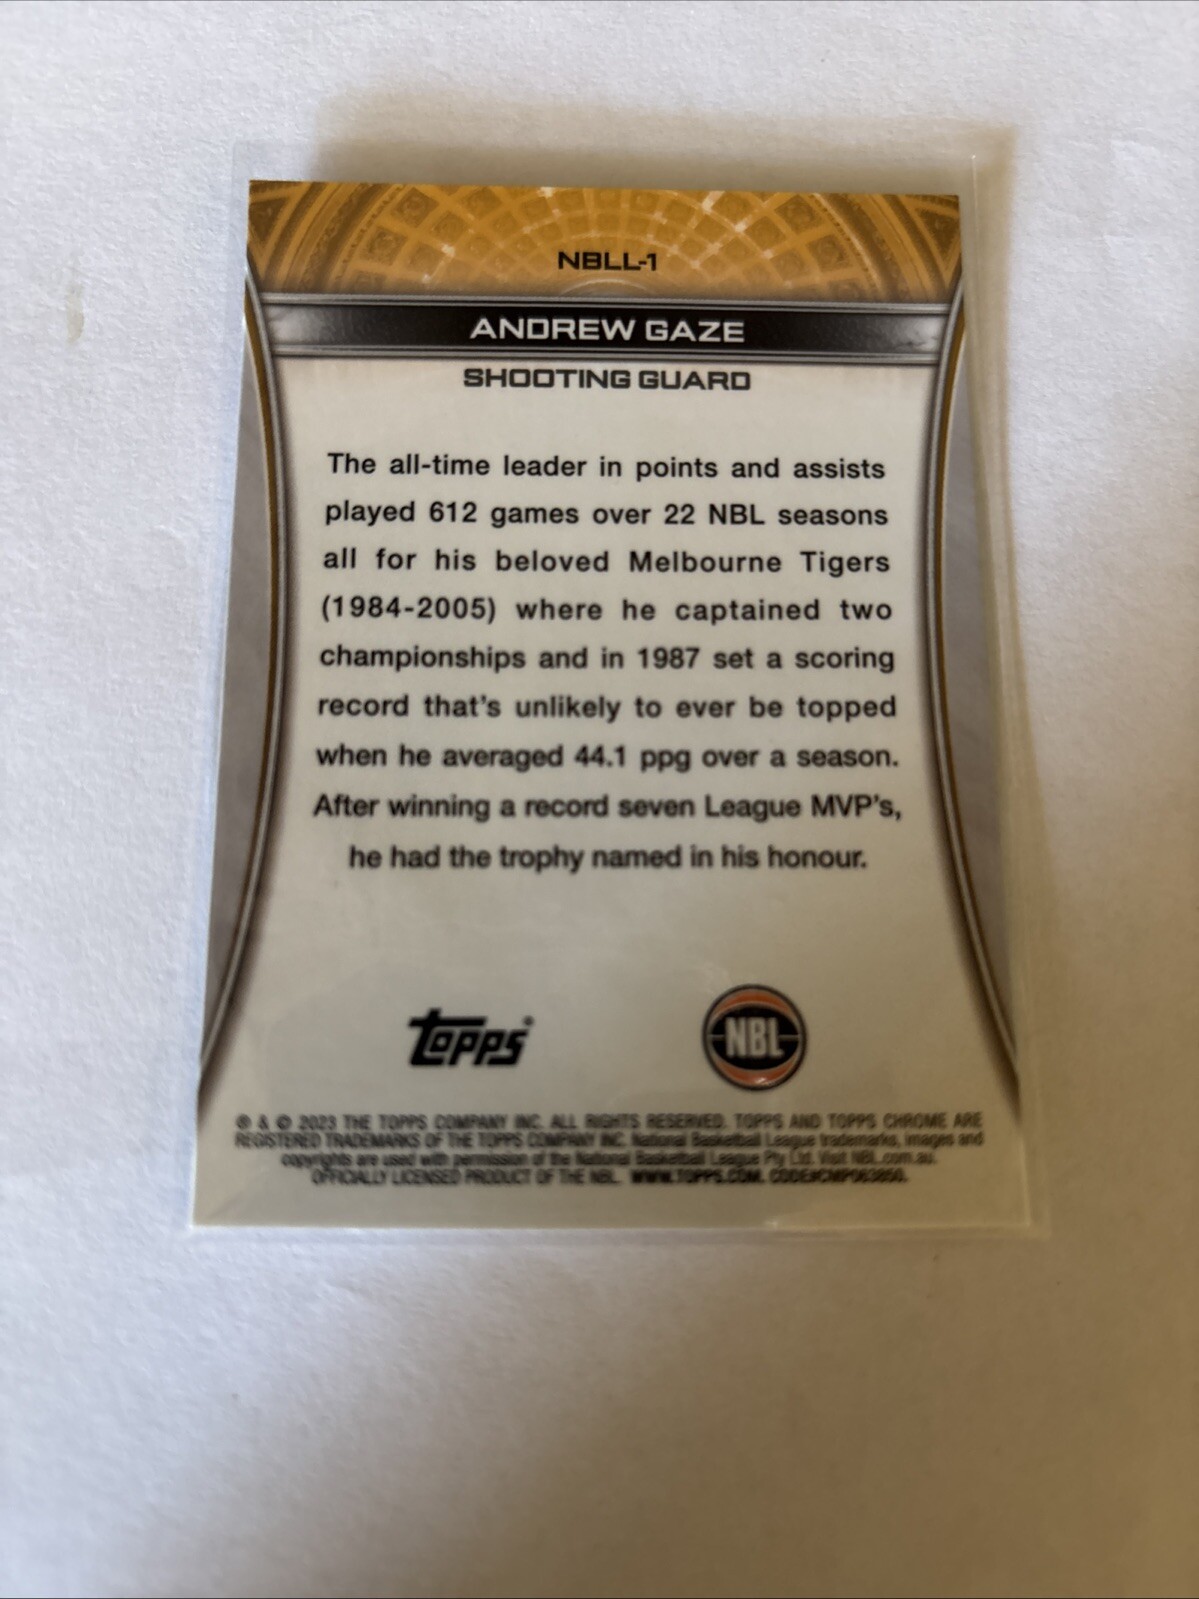 NBLL-1
ANDREW GAZE
SHOOTING GUARD
The all-time leader in points and assists
played 612 games over 22 NBL seasons
all for his beloved Melbourne Tigers
(1984-2005) where he captained two
championships and in 1987 set a scoring
record that's unlikely to ever be topped
when he averaged 44.1 ppg over a season.
After winning a record seven League MVP's,
he had the trophy named in his honour.
Topps®
NBL
® & © 2023 THE TOPPS COMPANY INC. ALL RIGHTS RESERVED. TOPPS AND TOPPS CHROME ARE
REGISTERED TRADEMARKS OF THE TOPPS COMPANY INC. National Basketball League trademarks, images and
copyrights are used with permission of the National Basketball League Pty Ltd. Visit NBL.com.au.
OFFICIALLY LICENSED PRODUCT OF THE NBL. WWW.TOPPS.COM. CODE#CMP063850.